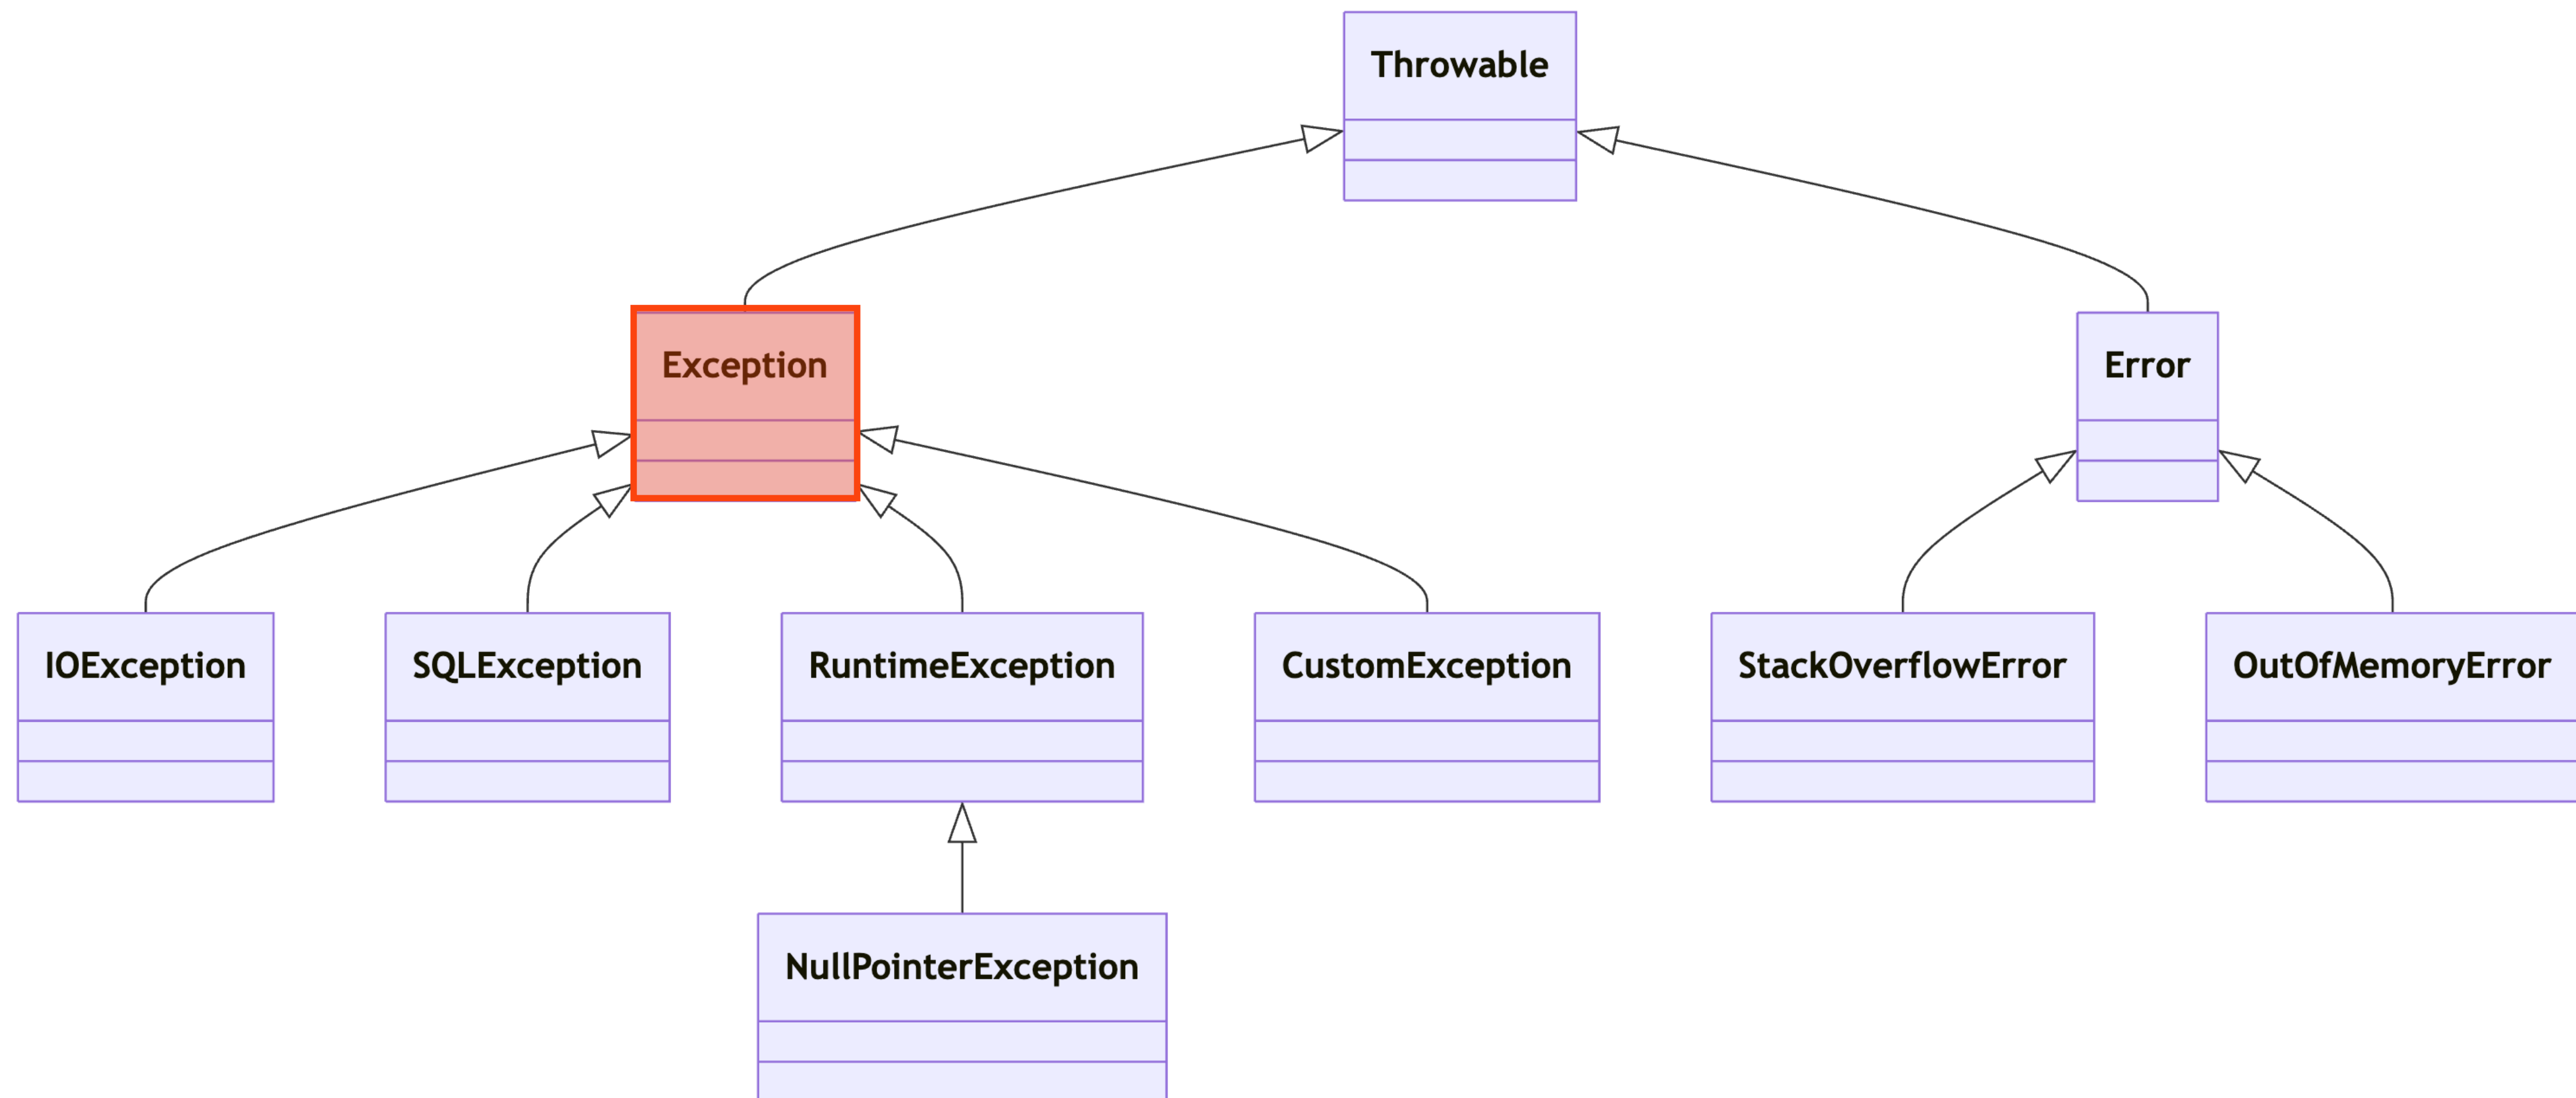 Throwable
Exception
Error
IOException
SQLException
RuntimeException
CustomException
StackOverflowError
OutOfMemoryError
NullPointerException